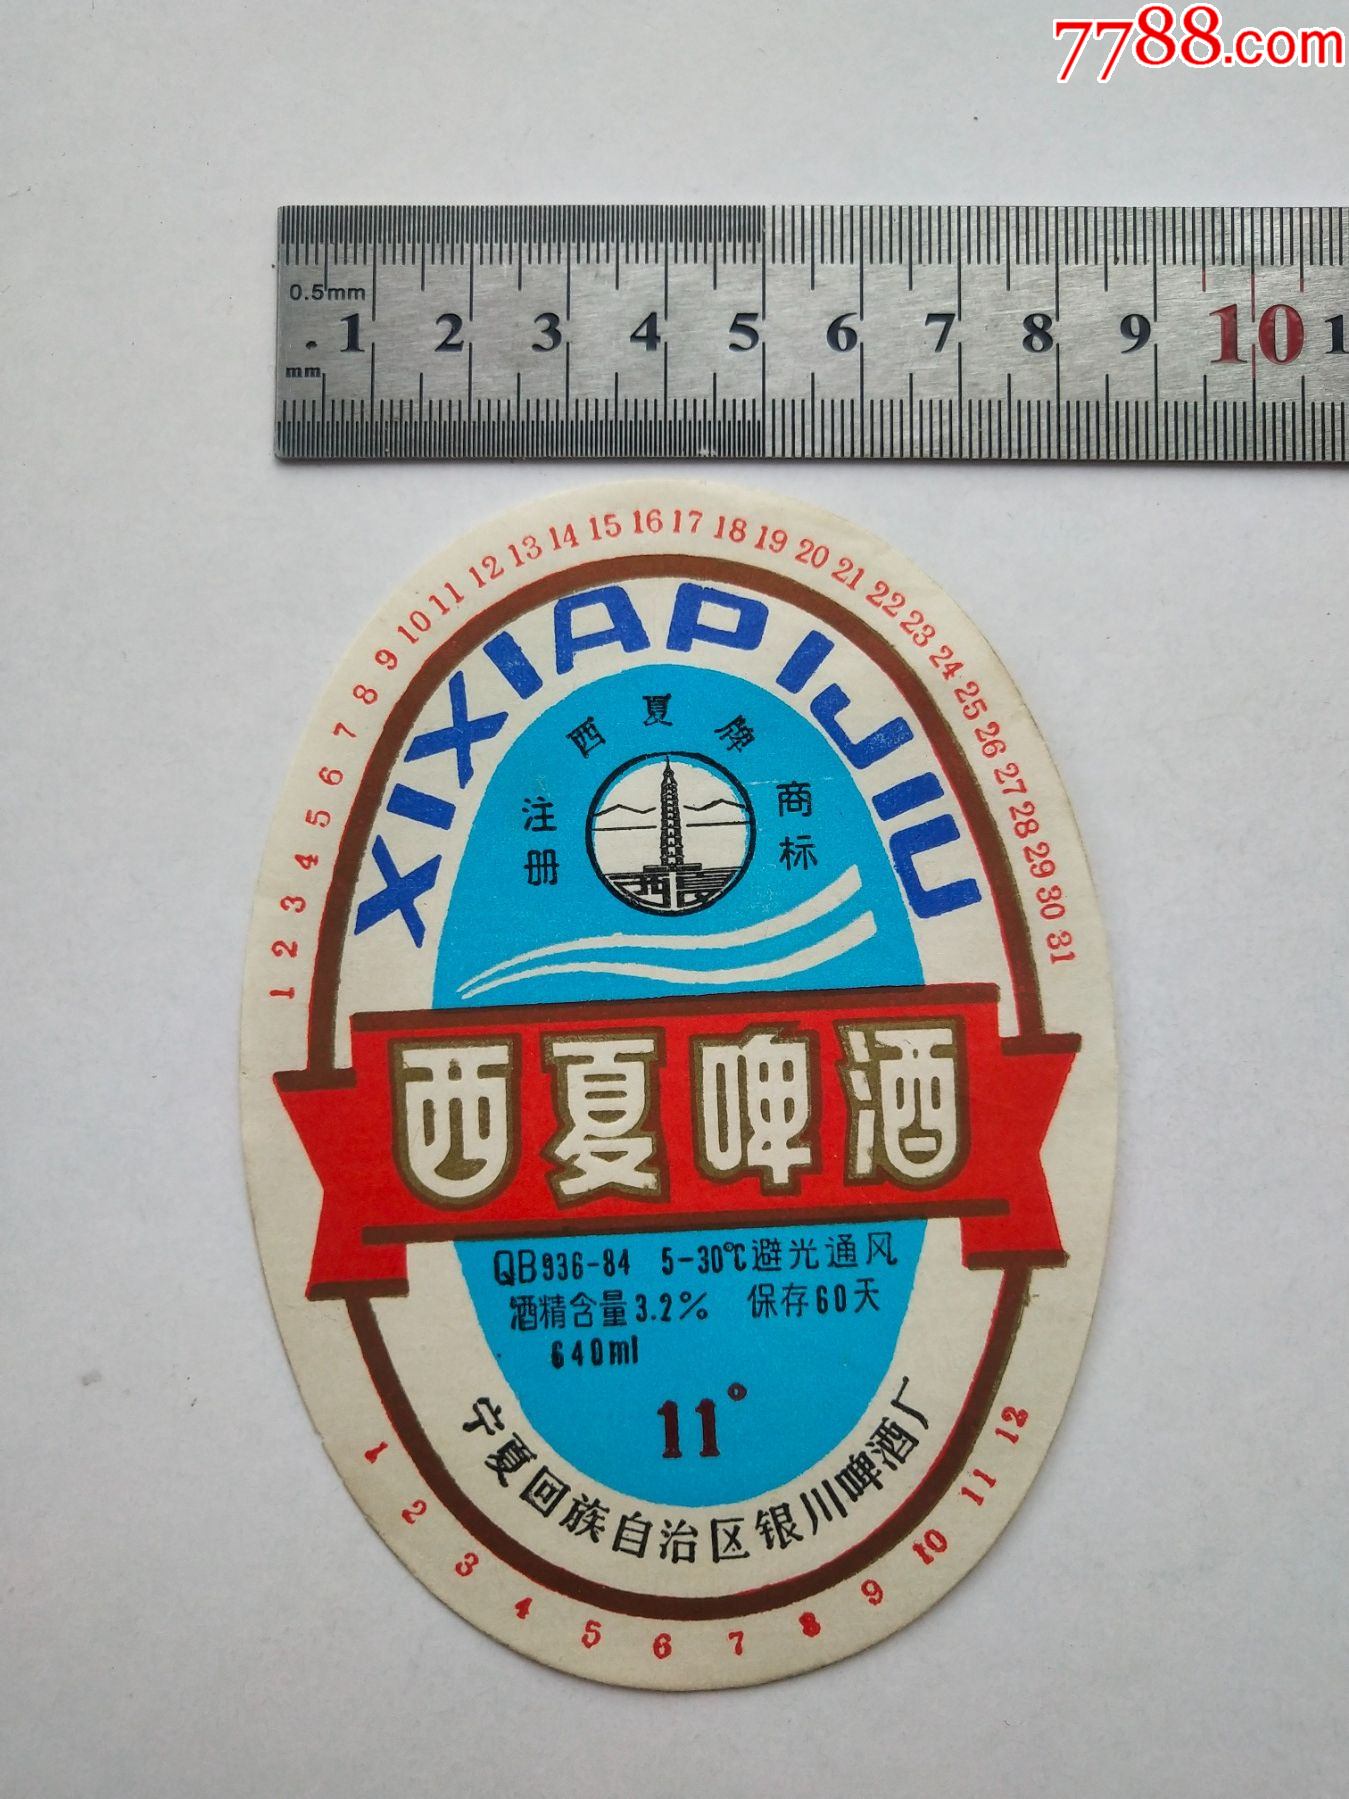 7788.com
0.5mm
1 2 3 4 5 6 7 8 9 10 1
mm
1 2 3 4 5 6 7 8 9 10 11 12 13 14 15 16 17 18 19 20 21 22 23 24 25 26 27 28 29 30 31
XIXIAPIJIU
西夏牌
注册 商标
西夏
西夏啤酒
QB936-84 5-30℃避光通风
酒精含量3.2% 保存60天
640ml
11°
宁夏回族自治区银川啤酒厂
1 2 3 4 5 6 7 8 9 10 11 12